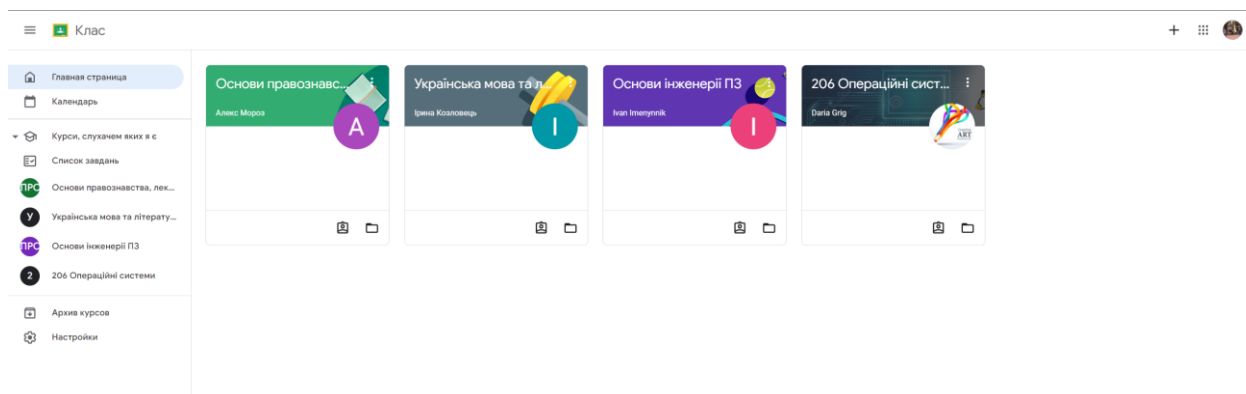 Клас
Главная страница
Календарь
Курси, слухачем яких я є
Список завдань
ПРО Основи правознавства, лек...
У Українська мова та літерату...
ПРО Основи інженерії ПЗ
2 206 Операційні системи
Архив курсов
Настройки
Основи правознавс...
Алекс Мороз
А
Українська мова та л...
Ірина Козловець
І
Основи інженерії ПЗ
Ivan Imenynnik
I
206 Операційні сист...
Daria Grig
ART